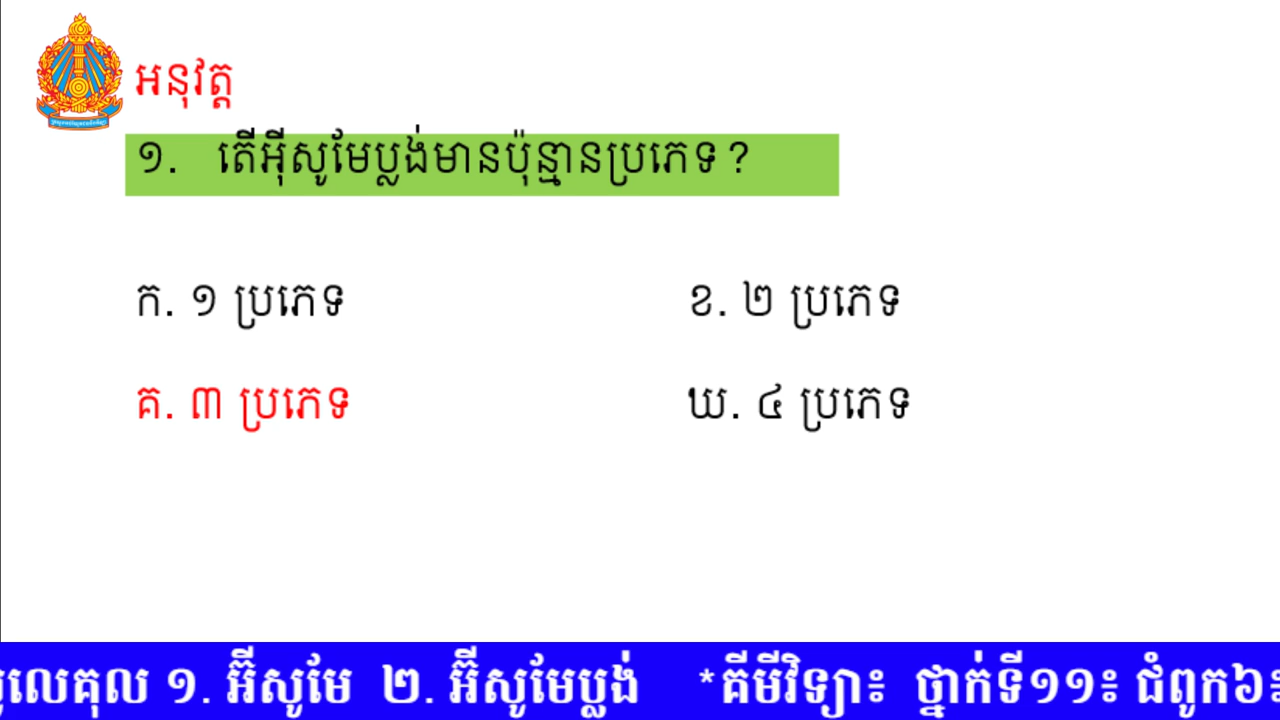 អនុវត្ត
១. តើអ៊ីសូមែប្លង់មានប៉ុន្មានប្រភេទ?
ក. ១ ប្រភេទ
ខ. ២ ប្រភេទ
គ. ៣ ប្រភេទ
ឃ. ៤ ប្រភេទ
លេគុល ១. អ៊ីសូមែ ២. អ៊ីសូមែប្លង់ *គីមីវិទ្យា៖ ថ្នាក់ទី១១៖ ជំពូក៦៖